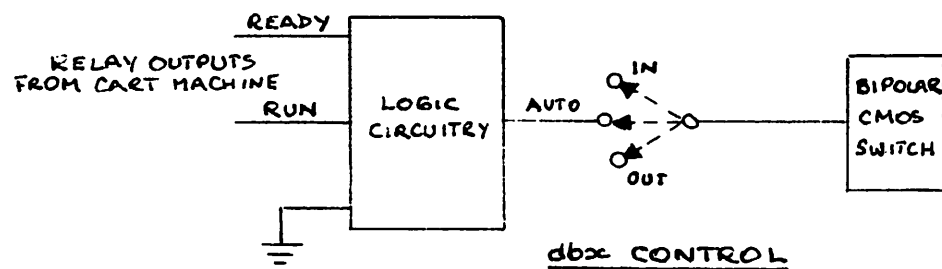 READY
RELAY OUTPUTS
FROM CART MACHINE
RUN
LOGIC
CIRCUITRY
AUTO
IN
OUT
BIPOLAR
CMOS
SWITCH
dbx CONTROL